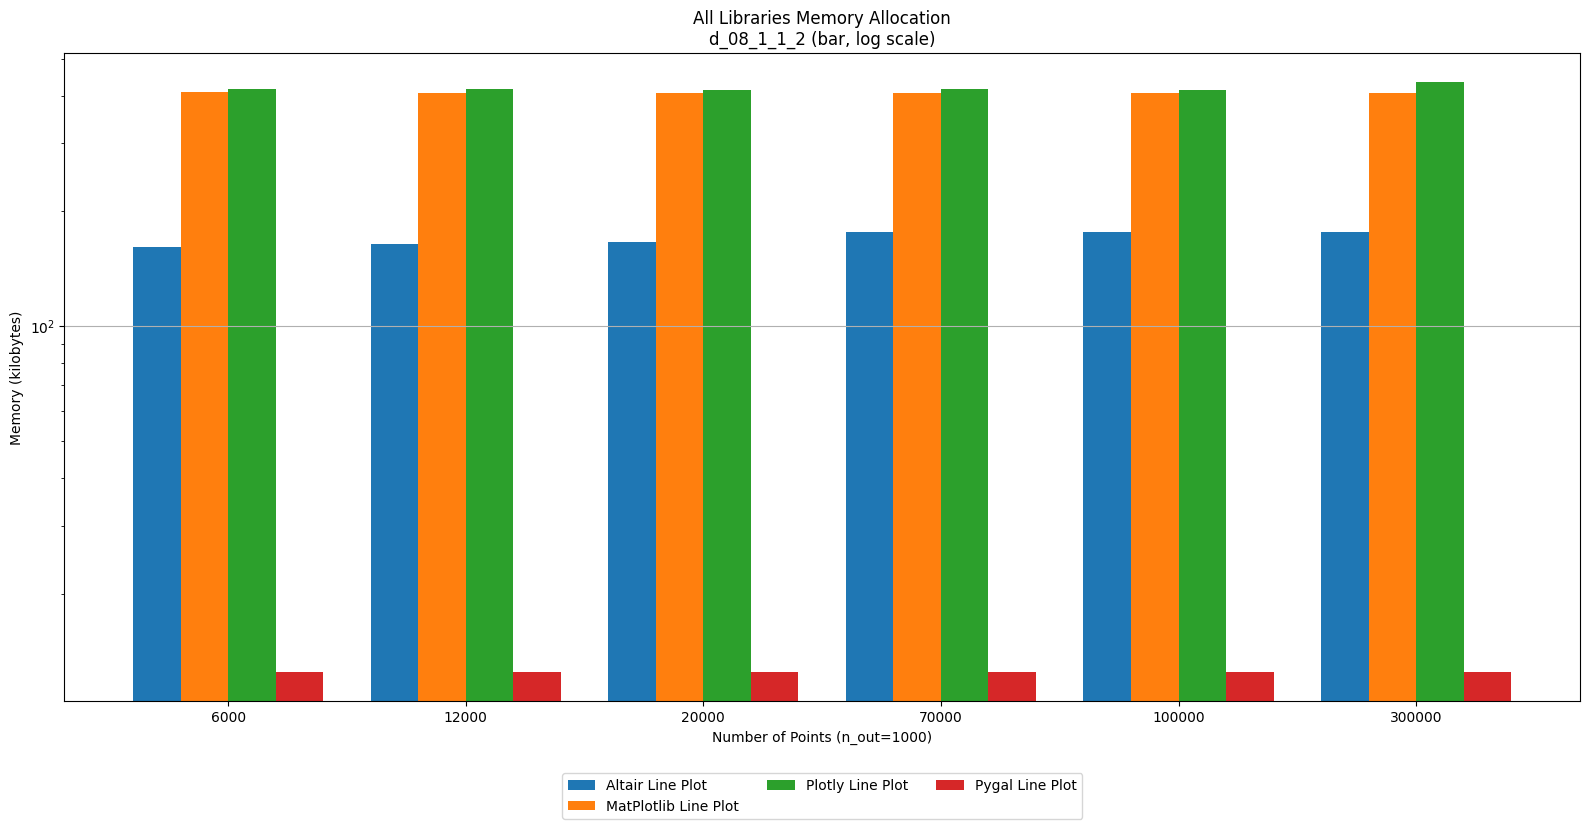 All Libraries Memory Allocation
d_08_1_1_2 (bar, log scale)
Memory (kilobytes)
10²
6000 12000 20000 70000 100000 300000
Number of Points (n_out=1000)
Altair Line Plot Plotly Line Plot Pygal Line Plot
MatPlotlib Line Plot